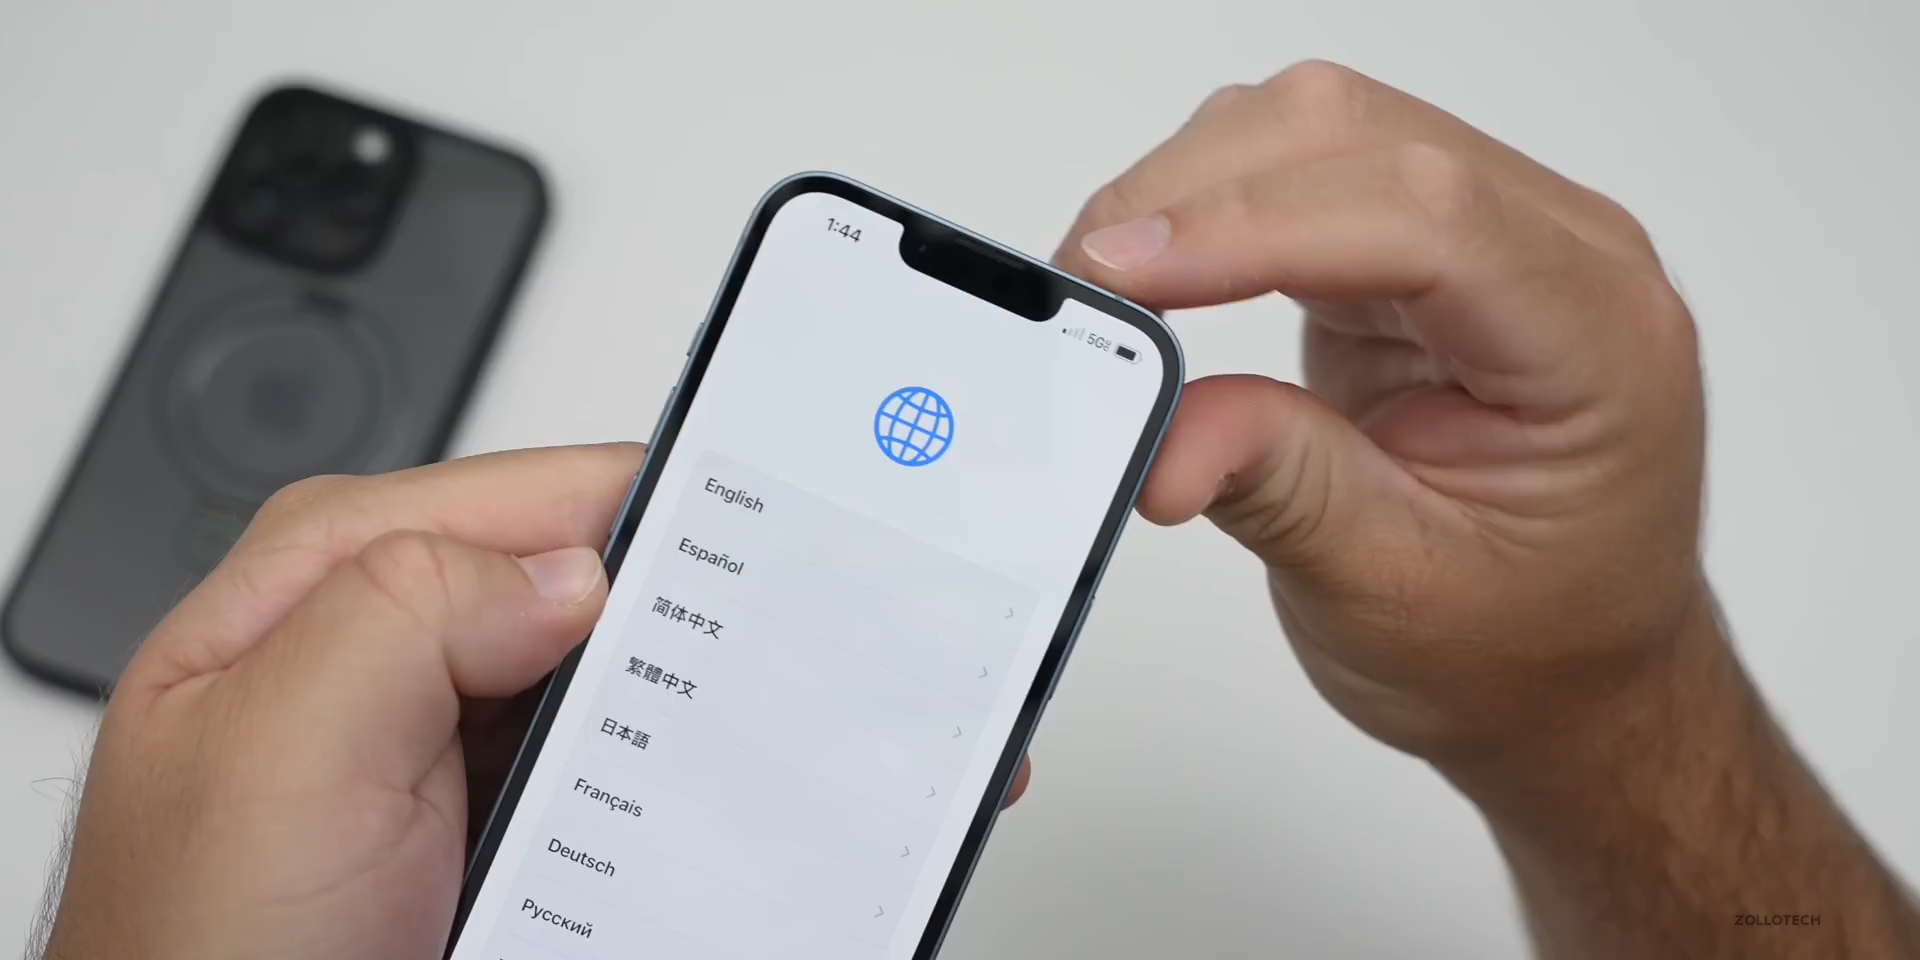 1:44
5G
English
Español
简体中文
繁體中文
日本語
Français
Deutsch
Русский
ZOLLOTECH